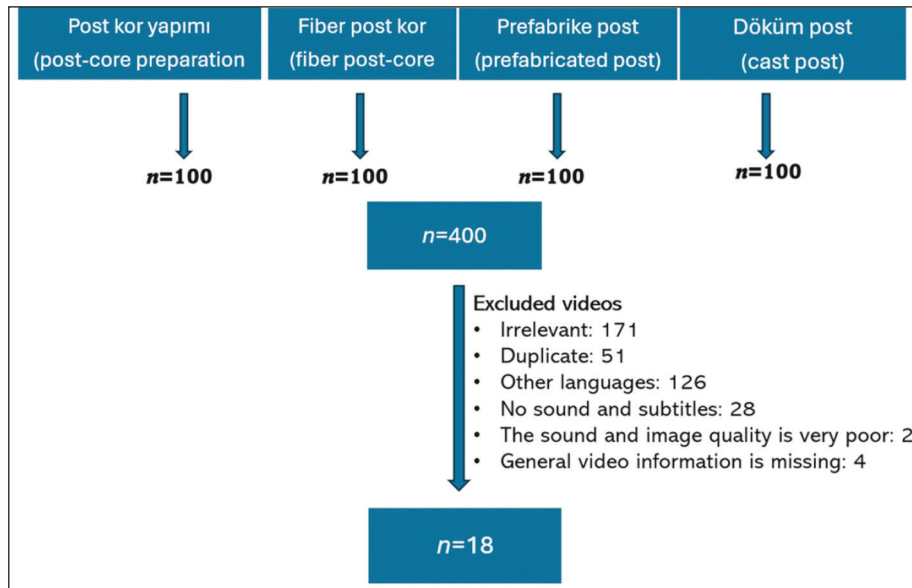 Post kor yapımı
(post-core preparation
Fiber post kor
(fiber post-core
Prefabrike post
(prefabricated post)
Döküm post
(cast post)
n=100
n=100
n=100
n=100
n=400
Excluded videos
• Irrelevant: 171
• Duplicate: 51
• Other languages: 126
• No sound and subtitles: 28
• The sound and image quality is very poor: 2
• General video information is missing: 4
n=18